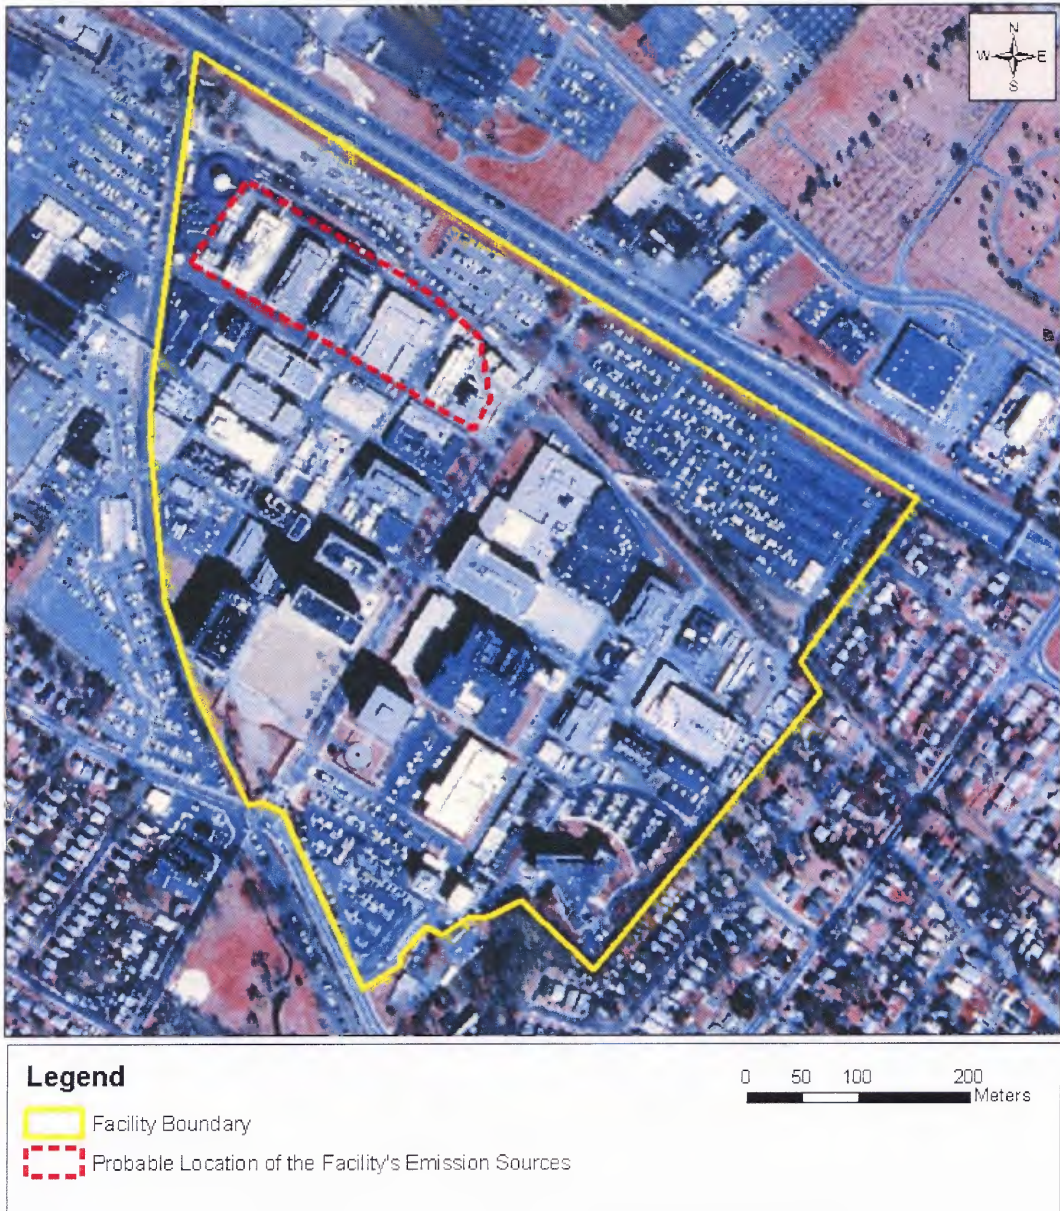 N
W E
S
Legend
Facility Boundary
Probable Location of the Facility's Emission Sources
0 50 100 200
Meters